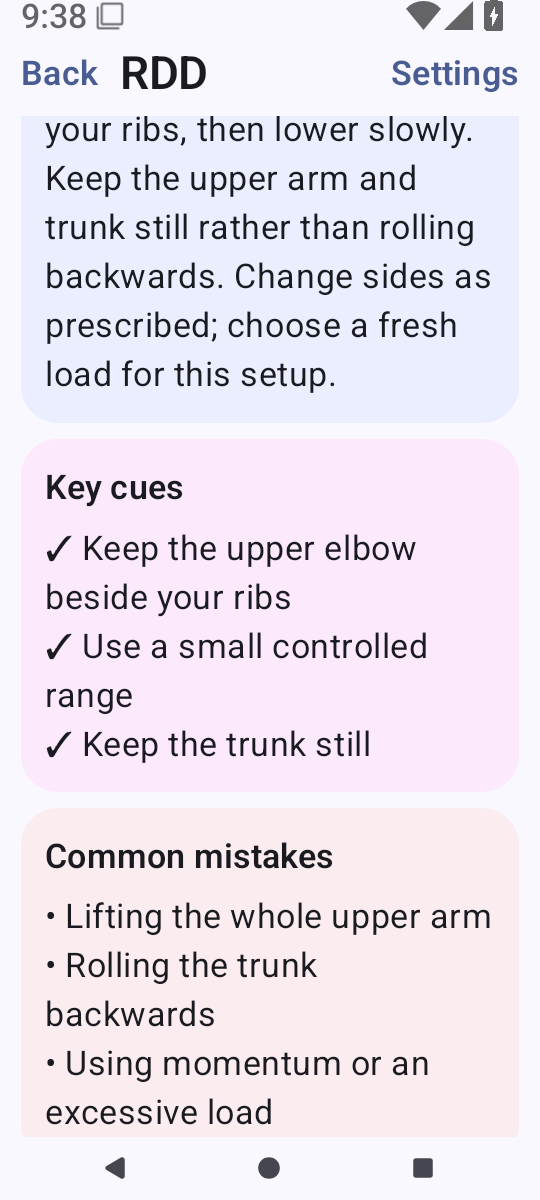 9:38
Back RDD Settings
your ribs, then lower slowly.
Keep the upper arm and
trunk still rather than rolling
backwards. Change sides as
prescribed; choose a fresh
load for this setup.
Key cues
✓ Keep the upper elbow
beside your ribs
✓ Use a small controlled
range
✓ Keep the trunk still
Common mistakes
• Lifting the whole upper arm
• Rolling the trunk
backwards
• Using momentum or an
excessive load